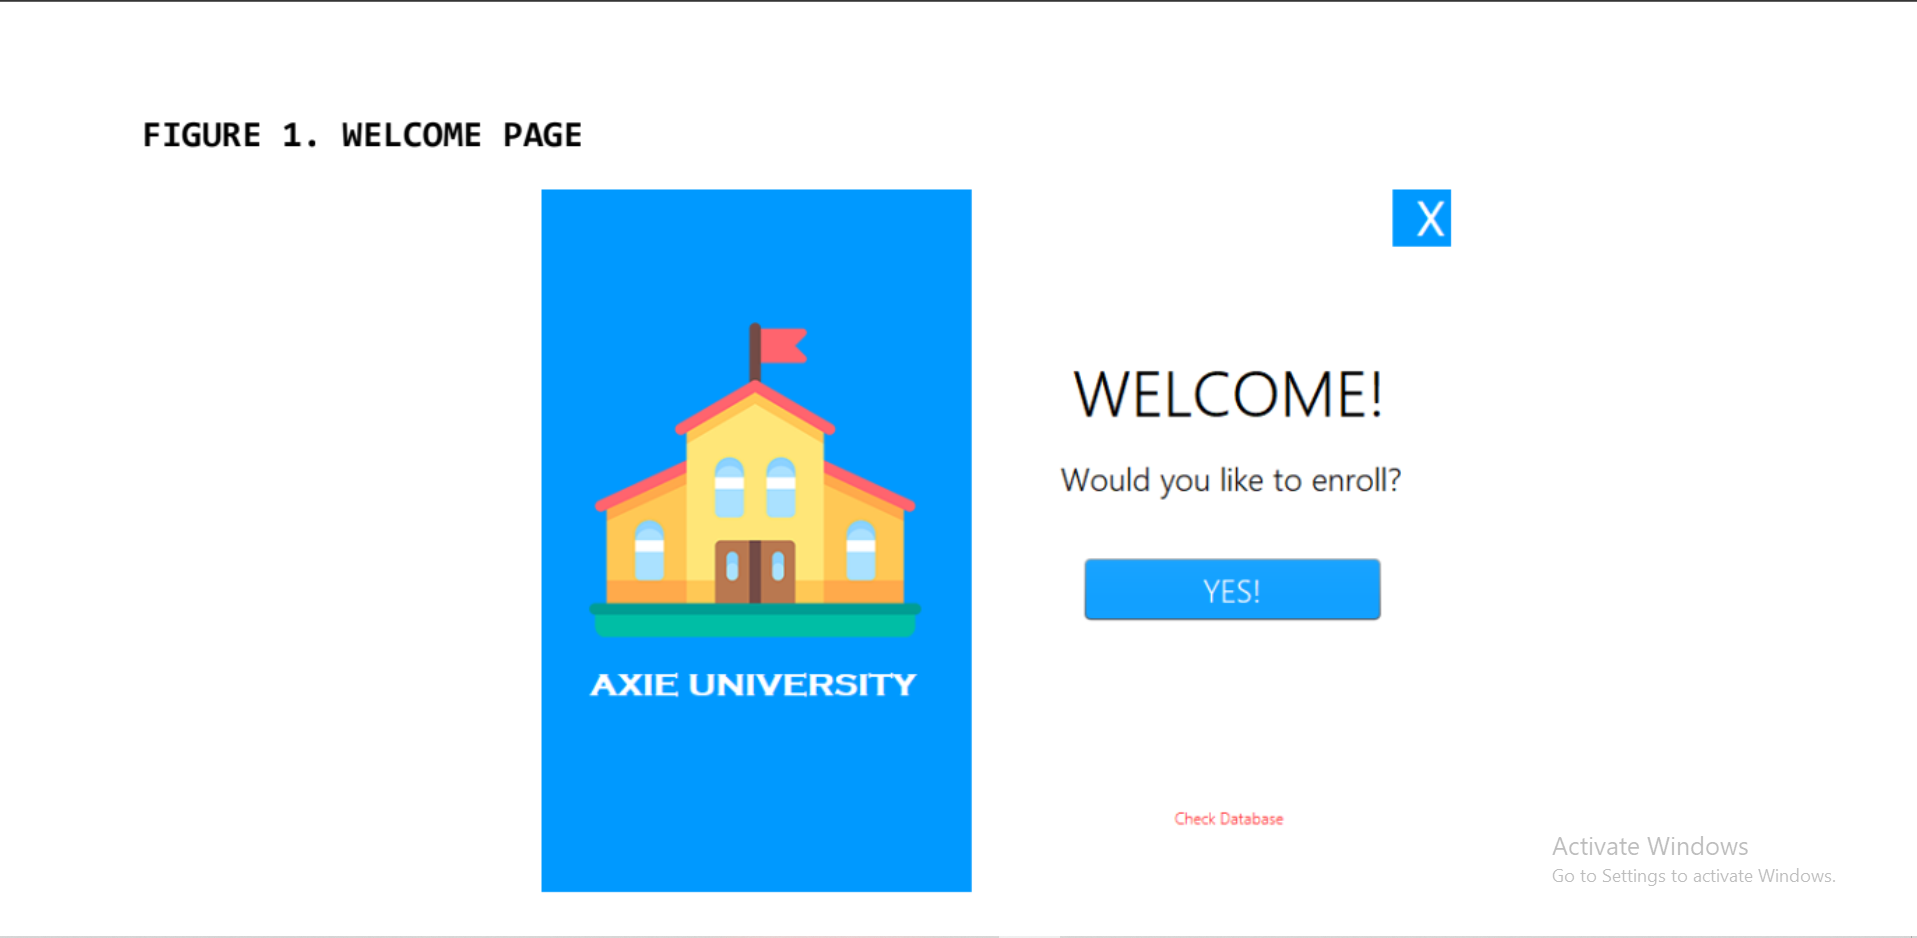 FIGURE 1. WELCOME PAGE
X
AXIE UNIVERSITY
WELCOME!
Would you like to enroll?
YES!
Check Database
Activate Windows
Go to Settings to activate Windows.